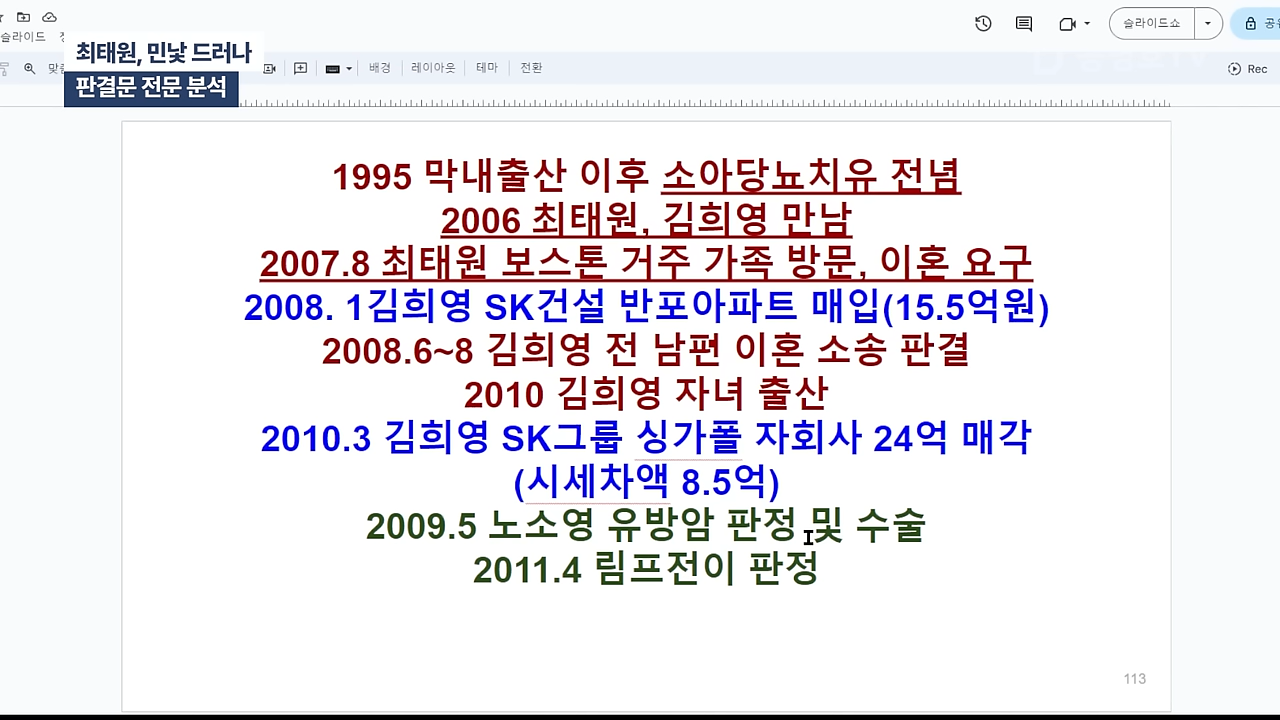 슬라이드
슬라이드쇼
최태원, 민낯 드러나
판결문 전문 분석
배경
레이아웃
테마
전환
Rec
1995 막내출산 이후 소아당뇨치유 전념
2006 최태원, 김희영 만남
2007.8 최태원 보스톤 거주 가족 방문, 이혼 요구
2008. 1김희영 SK건설 반포아파트 매입(15.5억원)
2008.6~8 김희영 전 남편 이혼 소송 판결
2010 김희영 자녀 출산
2010.3 김희영 SK그룹 싱가폴 자회사 24억 매각
(시세차액 8.5억)
2009.5 노소영 유방암 판정 및 수술
2011.4 림프전이 판정
113